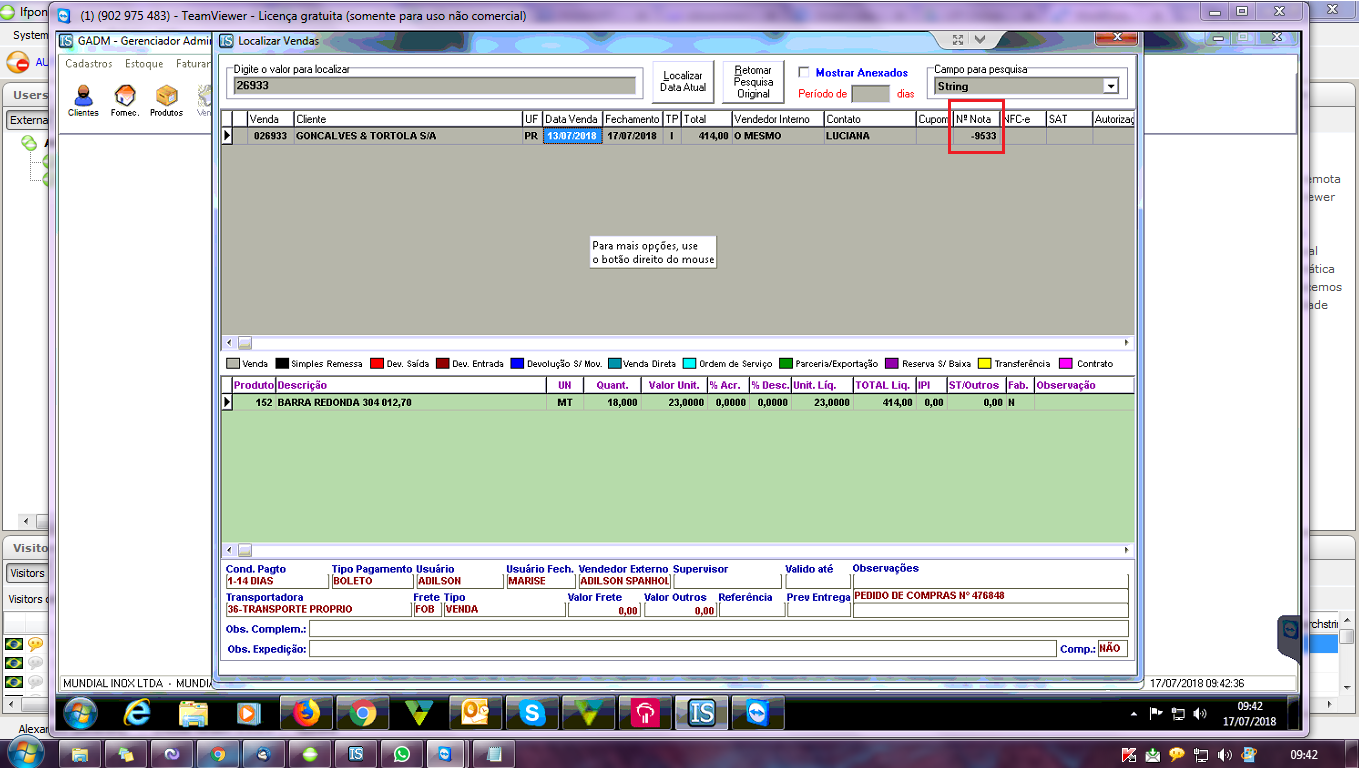 Ifpon
(1) (902 975 483) - TeamViewer - Licença gratuita (somente para uso não comercial)
System
GADM - Gerenciador Admin
Localizar Vendas
Cadastros Estoque Faturar
Clientes Fornec. Produtos Ven
Users
Externa
Digite o valor para localizar
26933
Localizar
Data Atual
Retornar
Pesquisa
Original
Mostrar Anexados
Período de dias
Campo para pesquisa
String
Venda Cliente UF Data Venda Fechamento TP Total Vendedor Interno Contato Cupom Nº Nota NFC-e SAT Autorizaç
026933 GONCALVES & TORTOLA S/A PR 13/07/2018 17/07/2018 I 414,00 O MESMO LUCIANA -9533
emota
ewer
al
ática
emos
ade
Para mais opções, use
o botão direito do mouse
Venda Simples Remessa Dev. Saída Dev. Entrada Devolução S/ Mov. Venda Direta Ordem de Serviço Parceria/Exportação Reserva S/ Baixa Transferência Contrato
Produto Descrição UN Quant. Valor Unit. % Acr. % Desc. Unit. Líq. TOTAL Liq. IPI ST/Outros Fab. Observação
152 BARRA REDONDA 304 012,70 MT 18,000 23,0000 0,0000 0,0000 23,0000 414,00 0,00 0,00 N
Visito
Visitors
Visitors c
Cond. Pagto Tipo Pagamento Usuário Usuário Fech. Vendedor Externo Supervisor Valido até Observações
1-14 DIAS BOLETO ADILSON MARISE ADILSON SPANHOL
Transportadora Frete Tipo Valor Frete Valor Outros Referência Prev Entrega PEDIDO DE COMPRAS Nº 476848
36-TRANSPORTE PROPRIO FOB VENDA 0,00 0,00
Obs. Complem.:
Obs. Expedição: Comp.: NÃO
rchstrin
MUNDIAL INOX LTDA - MUNDI 17/07/2018 09:42:36
09:42
17/07/2018
Alexan
09:42